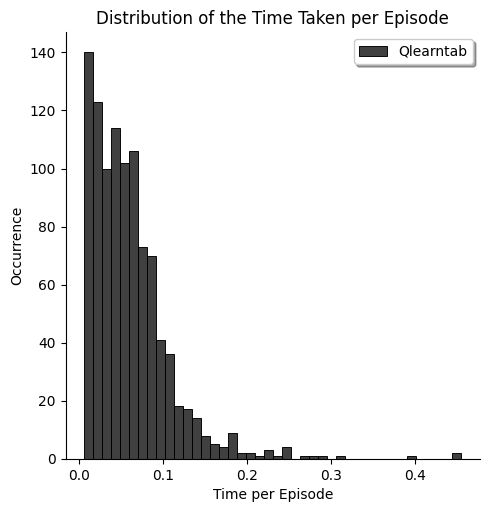 Distribution of the Time Taken per Episode
Qlearntab
Occurrence
140
120
100
80
60
40
20
0
0.0 0.1 0.2 0.3 0.4
Time per Episode